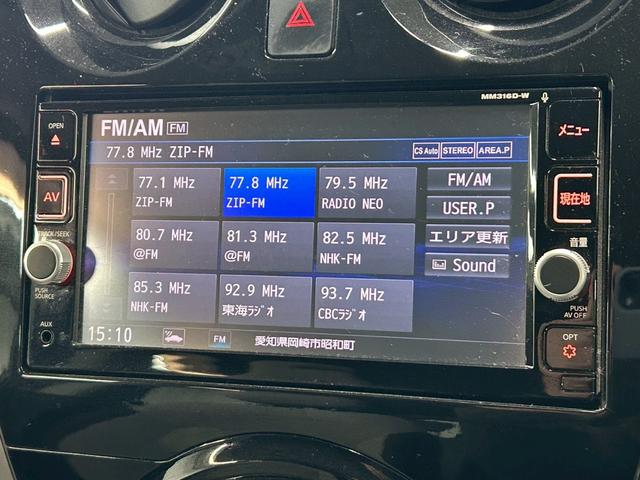 MM316D-W
OPEN
AV
TRACK/SEEK
PUSH
SOURCE
AUX
FM/AM FM
77.8 MHz ZIP-FM
CS Auto STEREO AREA.P
77.1 MHz
ZIP-FM
77.8 MHz
ZIP-FM
79.5 MHz
RADIO NEO
80.7 MHz
@FM
81.3 MHz
@FM
82.5 MHz
NHK-FM
85.3 MHz
NHK-FM
92.9 MHz
東海ラジオ
93.7 MHz
CBCラジオ
FM/AM
USER.P
エリア更新
Sound
15:10
FM
愛知県岡崎市昭和町
メニュー
現在地
音量
PUSH
AV OFF
OPT